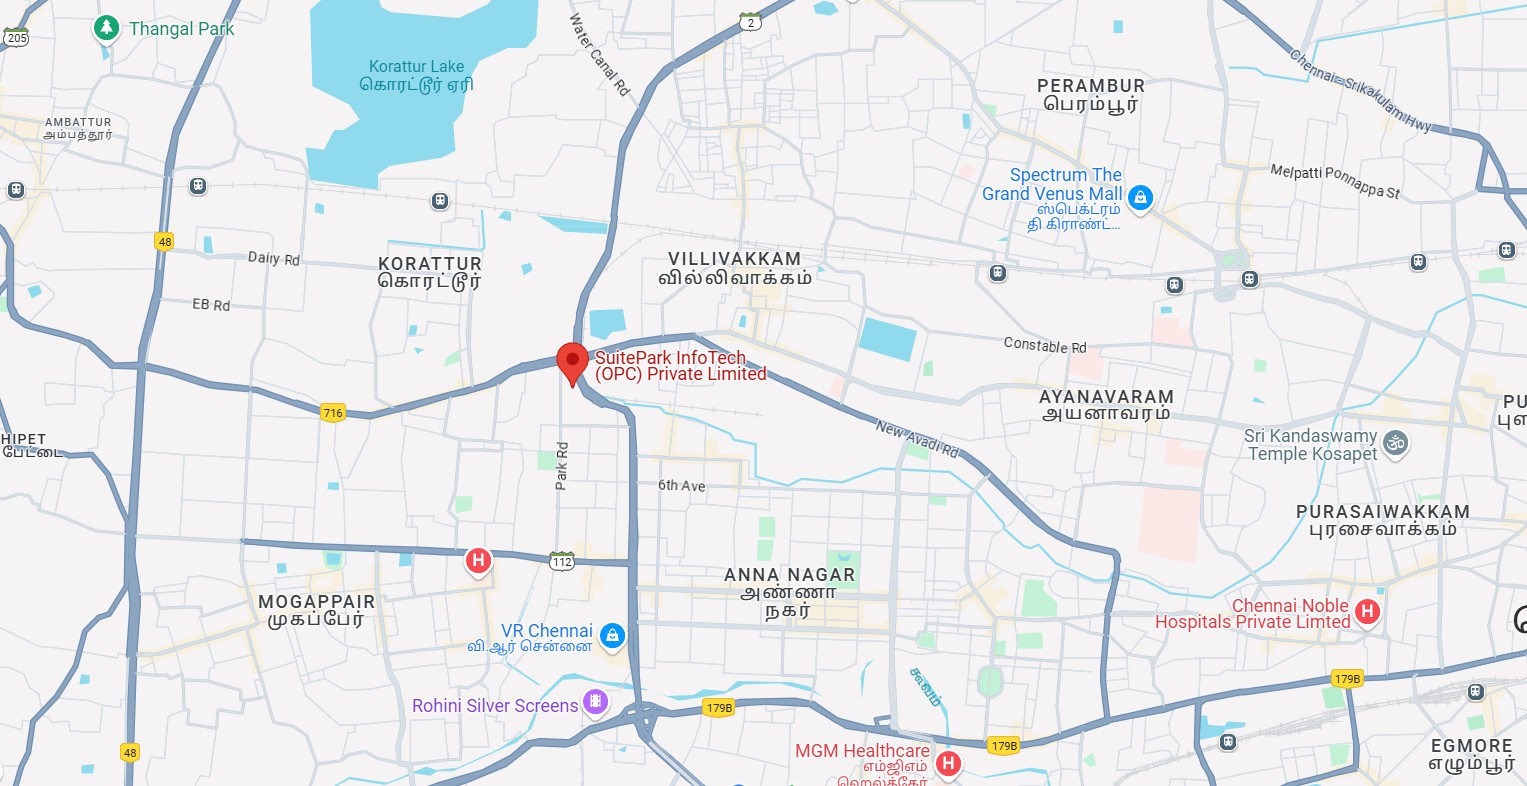 2
Thangal Park
205
Water Canal Rd
Korattur Lake
கொரட்டூர் ஏரி
Chennai - Srikakulam Hwy
PERAMBUR
பெரம்பூர்
AMBATTUR
அம்பத்தூர்
Melpatti Ponnappa St
Spectrum The
Grand Venus Mall
ஸ்பெக்ட்ரம்
தி கிராண்ட்...
48
Dairy Rd
KORATTUR
கொரட்டூர்
VILLIVAKKAM
வில்லிவாக்கம்
EB Rd
Constable Rd
SuitePark InfoTech
(OPC) Private Limited
716
AYANAVARAM
அயனாவரம்
New Avadi Rd
Sri Kandaswamy
Temple Kosapet
HIPET
பேட்டை
PU
புள
Park Rd
6th Ave
PURASAIWAKKAM
புரசைவாக்கம்
H
112
ANNA NAGAR
அண்ணா
நகர்
MOGAPPAIR
முகப்பேர்
Chennai Noble
Hospitals Private Limted
H
VR Chennai
வி.ஆர் சென்னை
கூவம்
179B
Rohini Silver Screens
179B
179B
48
MGM Healthcare
எம்ஜிஎம்
ஹெல்த்கேர்
H
EGMORE
எழும்பூர்